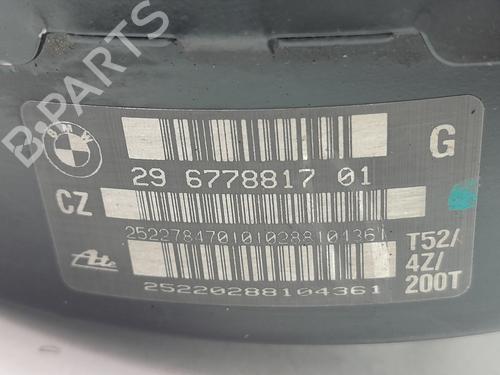 B-PARTS
BMW
G
29 6778817 01
CZ
2522784701010288104361
Ate
T52/
4Z/
200T
25220288104361